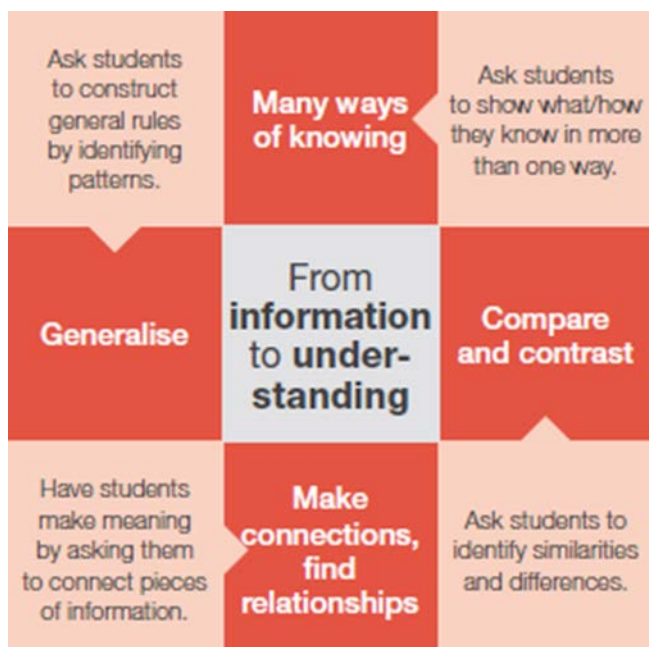 Ask students
to construct
general rules
by identifying
patterns.
Many ways
of knowing
Ask students
to show what/how
they know in more
than one way.
Generalise
From
information
to under-
standing
Compare
and contrast
Have students
make meaning
by asking them
to connect pieces
of information.
Make
connections,
find
relationships
Ask students to
identify similarities
and differences.